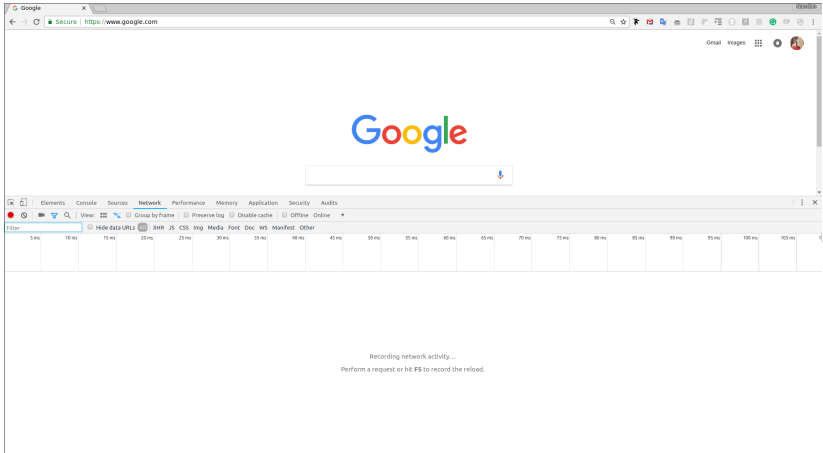 Google
Secure https://www.google.com
Gmail Images
Google
Elements Console Sources Network Performance Memory Application Security Audits
View: Group by frame Preserve log Disable cache Offline Online
Filter Hide data URLs All XHR JS CSS Img Media Font Doc WS Manifest Other
5 ms 10 ms 15 ms 20 ms 25 ms 30 ms 35 ms 40 ms 45 ms 50 ms 55 ms 60 ms 65 ms 70 ms 75 ms 80 ms 85 ms 90 ms 95 ms 100 ms 105 ms
Recording network activity...
Perform a request or hit F5 to record the reload.